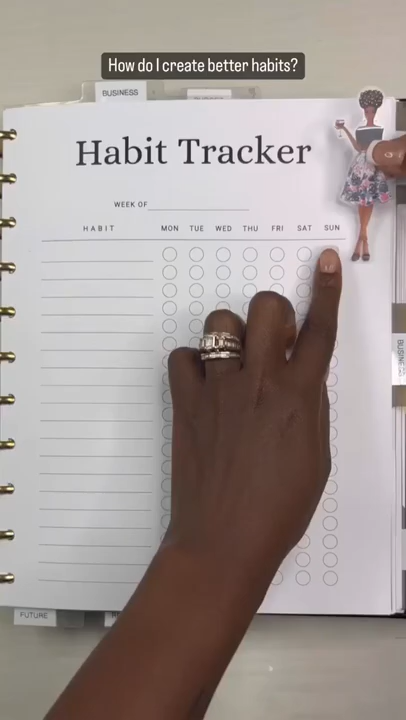 How do I create better habits?
BUSINESS
Habit Tracker
WEEK OF
HABIT MON TUE WED THU FRI SAT SUN
FUTURE